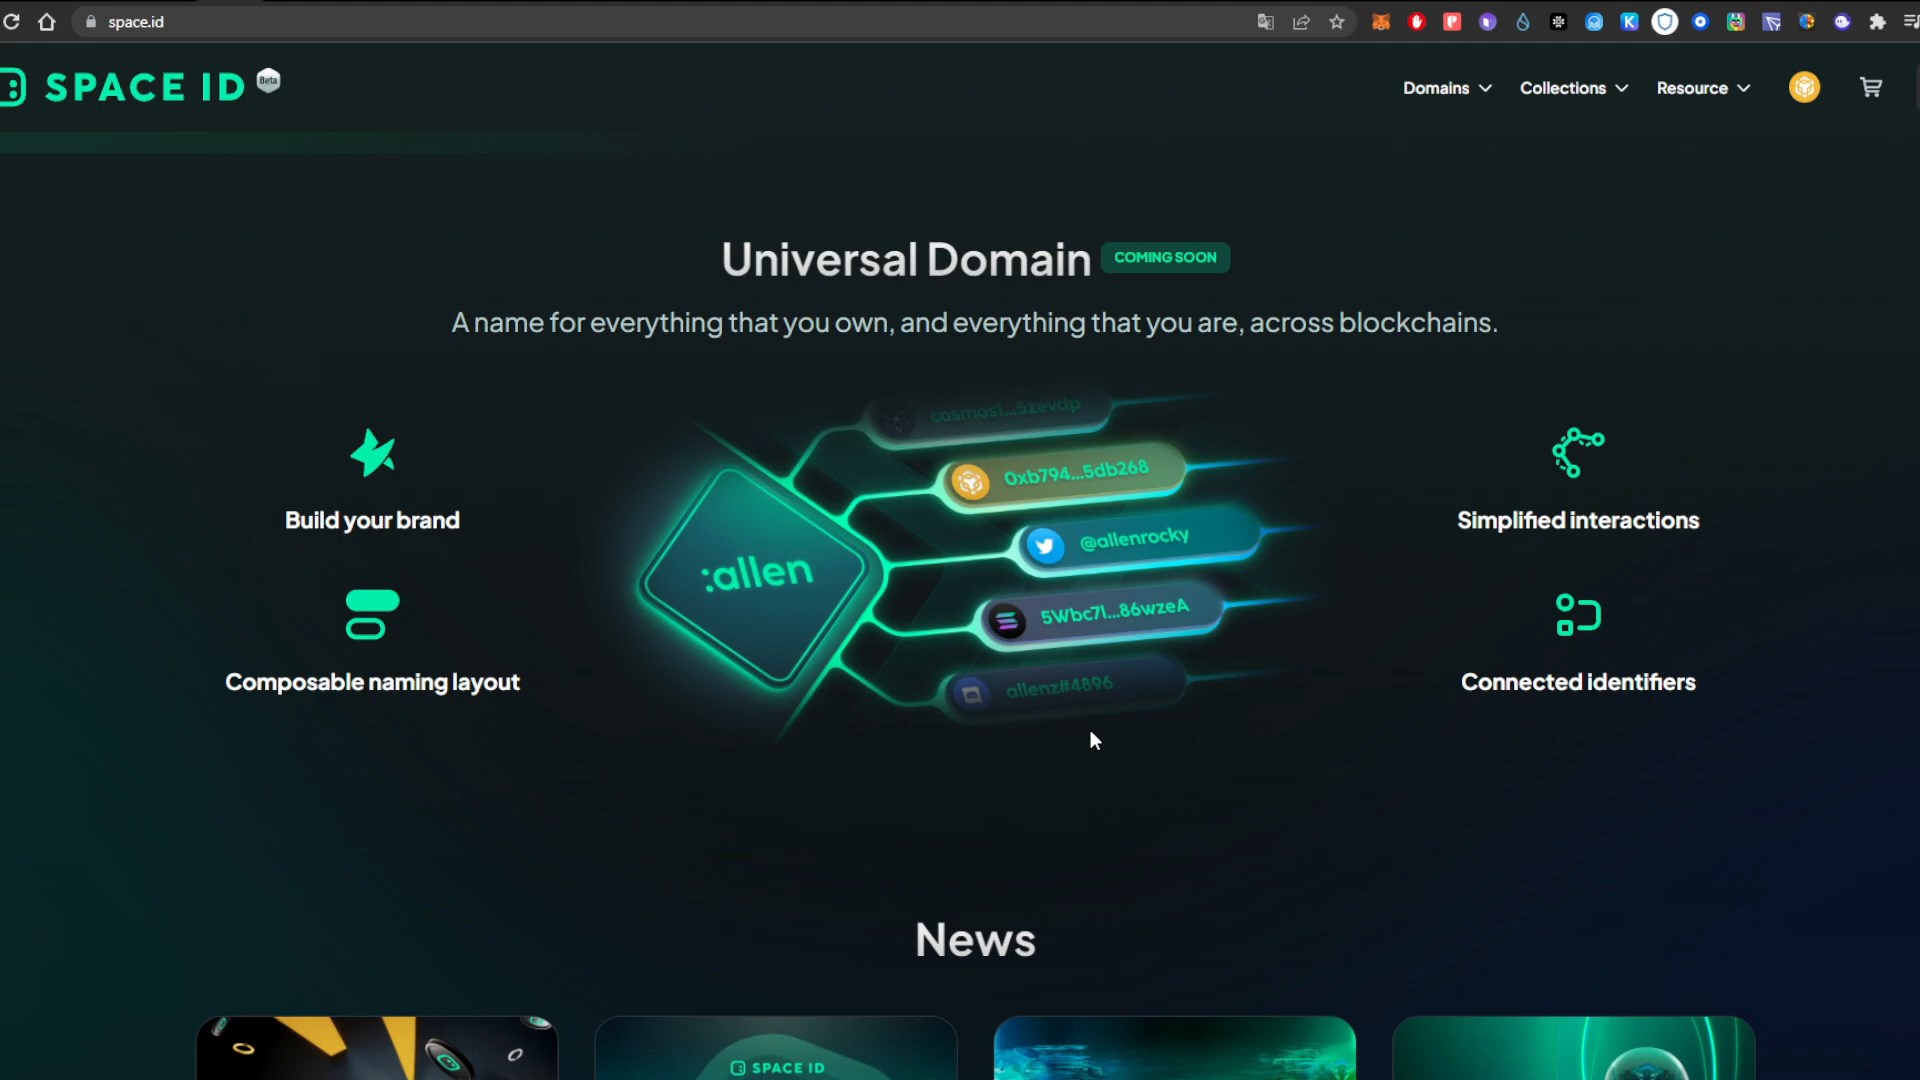 space.id
SPACE ID Beta
Domains
Collections
Resource
Universal Domain COMING SOON
A name for everything that you own, and everything that you are, across blockchains.
cosmos1...5zevdp
0xb794...5db268
Build your brand
:allen
@allenrocky
Simplified interactions
5Wbc7l...86wzeA
Composable naming layout
allenz#4896
Connected identifiers
News
SPACE ID